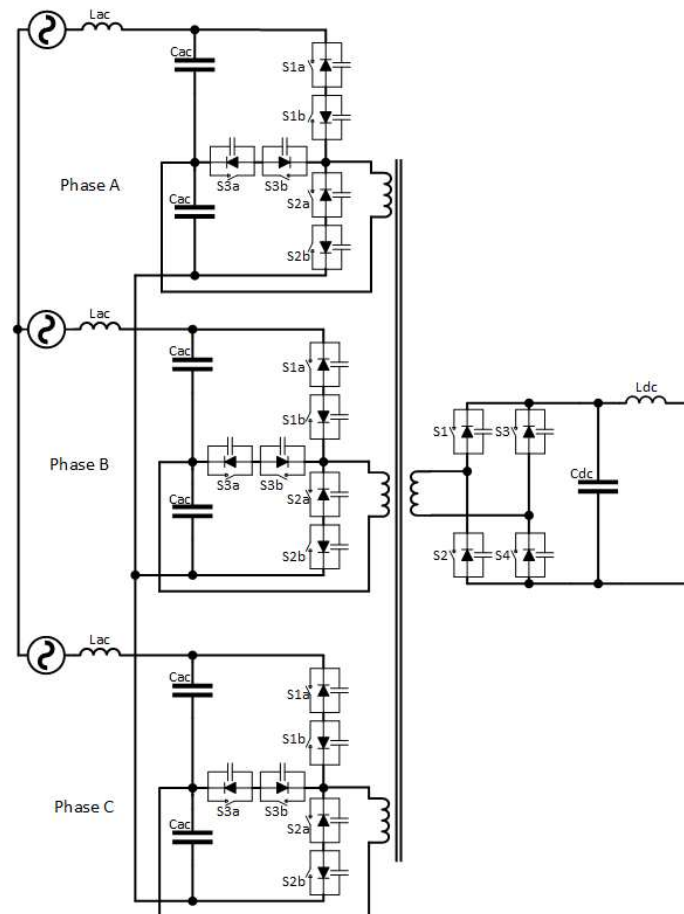 Lac
Cac
S1a
S1b
Phase A
S3a
S3b
Cac
S2a
S2b
Lac
Cac
S1a
S1b
Phase B
S3a
S3b
Cac
S2a
S2b
Ldc
S1
S3
Cdc
S2
S4
Lac
Cac
S1a
S1b
Phase C
S3a
S3b
Cac
S2a
S2b